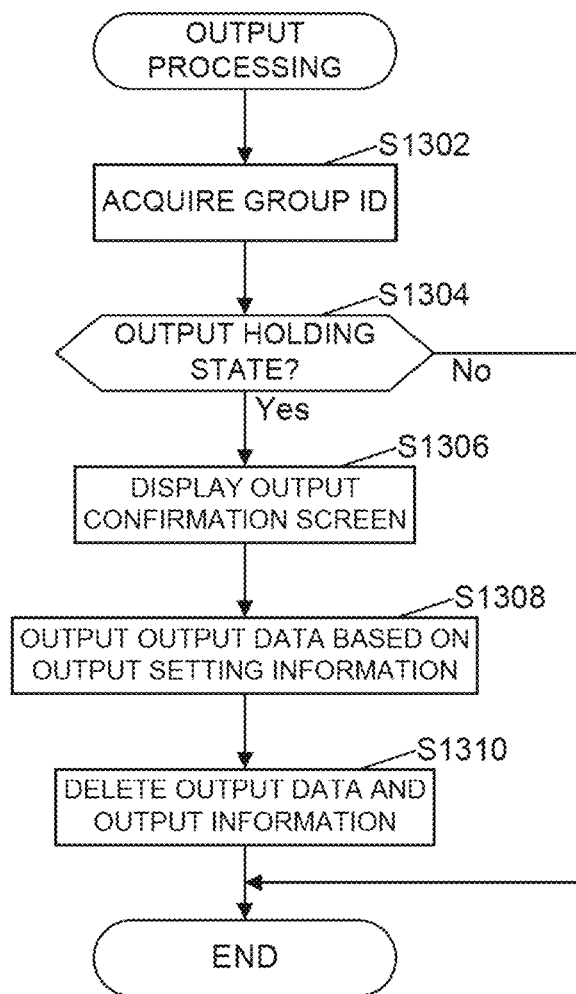 OUTPUT
PROCESSING
S1302
ACQUIRE GROUP ID
S1304
OUTPUT HOLDING
STATE?
No
Yes
S1306
DISPLAY OUTPUT
CONFIRMATION SCREEN
S1308
OUTPUT OUTPUT DATA BASED ON
OUTPUT SETTING INFORMATION
S1310
DELETE OUTPUT DATA AND
OUTPUT INFORMATION
END